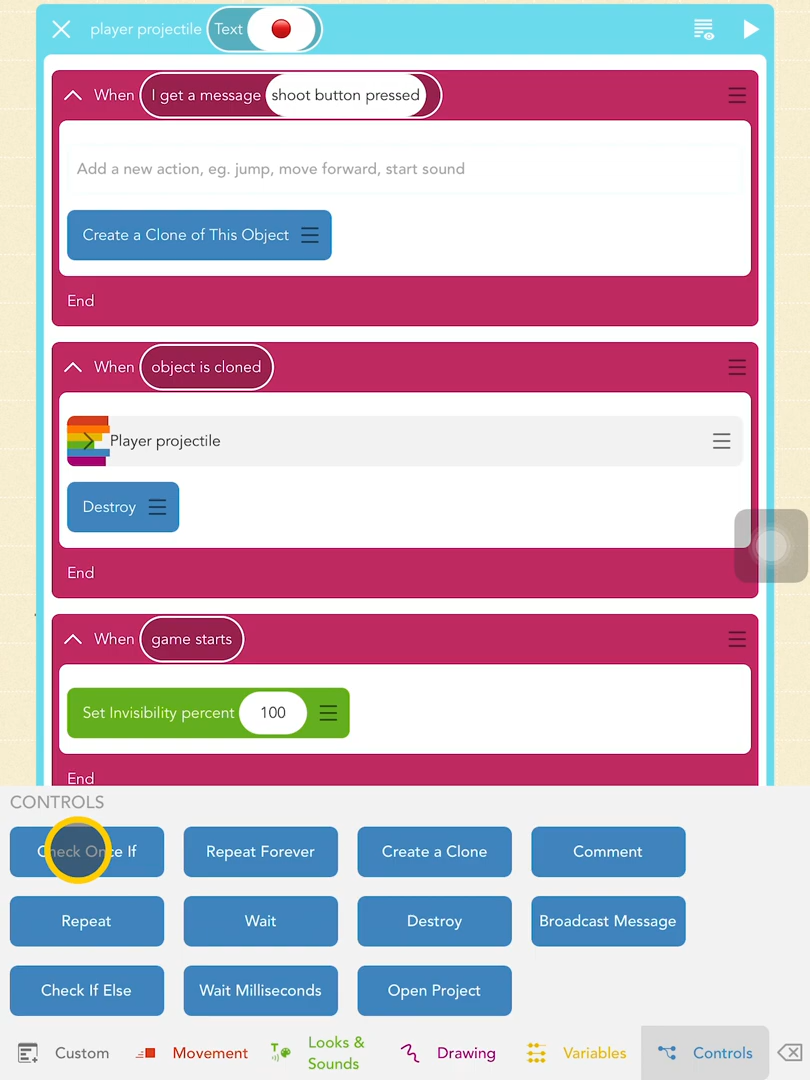 player projectile Text
When I get a message shoot button pressed
Add a new action, eg. jump, move forward, start sound
Create a Clone of This Object
End
When object is cloned
Player projectile
Destroy
End
When game starts
Set Invisibility percent 100
End
CONTROLS
Check Once If Repeat Forever Create a Clone Comment
Repeat Wait Destroy Broadcast Message
Check If Else Wait Milliseconds Open Project
Custom Movement Looks & Sounds Drawing Variables Controls